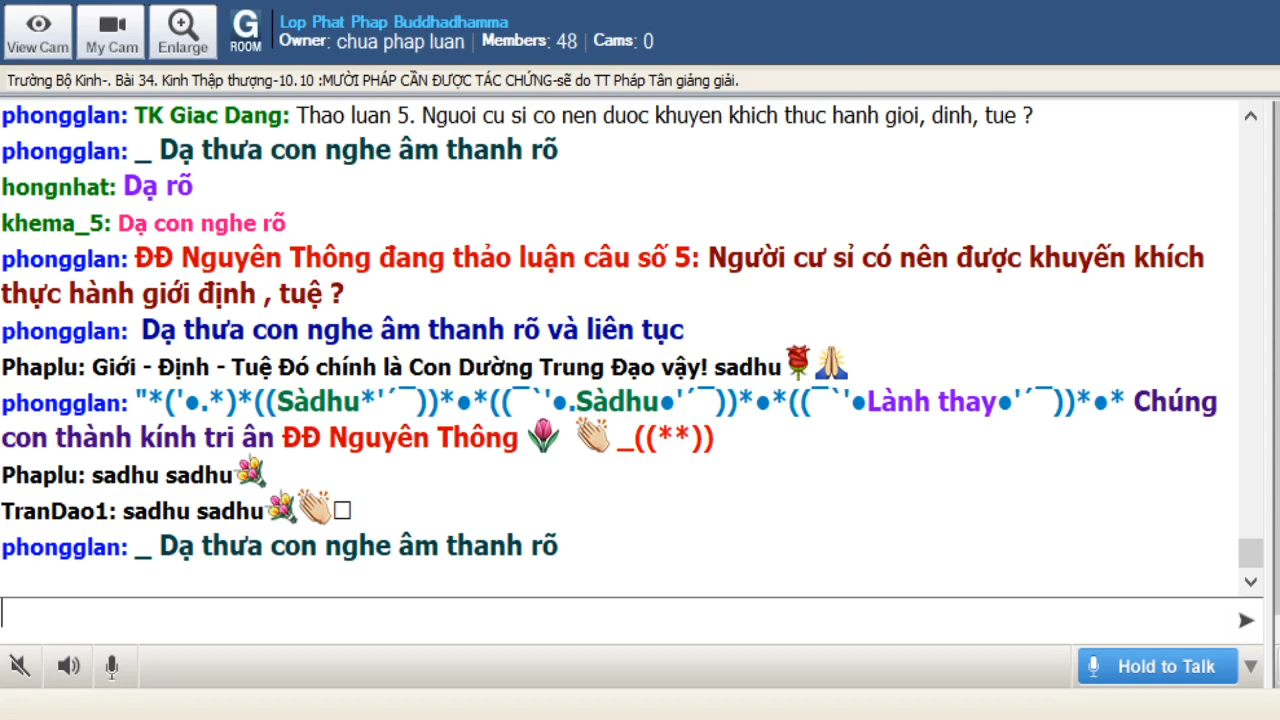 View Cam
My Cam
Enlarge
G
ROOM
Lop Phat Phap Buddhadhamma
Owner: chua phap luan | Members: 48 | Cams: 0
Trường Bộ Kinh-. Bài 34. Kinh Thập thượng-10.10 :MƯỜI PHÁP CẦN ĐƯỢC TÁC CHỨNG-sẽ do TT Pháp Tân giảng giải.
phongglan: TK Giac Dang: Thao luan 5. Nguoi cu si co nen duoc khuyen khich thuc hanh gioi, dinh, tue ?
phongglan: _ Dạ thưa con nghe âm thanh rõ
hongnhat: Dạ rõ
khema_5: Dạ con nghe rõ
phongglan: ĐĐ Nguyên Thông đang thảo luận câu số 5: Người cư sỉ có nên được khuyến khích
thực hành giới định , tuệ ?
phongglan: Dạ thưa con nghe âm thanh rõ và liên tục
Phaplu: Giới - Định - Tuệ Đó chính là Con Dường Trung Đạo vậy! sadhu🌹🙏
phongglan: "*('●.*)*((Sàdhu*'´¯))*●*((¯`'●.Sàdhu●'´¯))*●*((¯`'●Lành thay●'´¯))*●* Chúng
con thành kính tri ân ĐĐ Nguyên Thông 🌷 👏 _((**))
Phaplu: sadhu sadhu💐
TranDao1: sadhu sadhu💐👏□
phongglan: _ Dạ thưa con nghe âm thanh rõ
Hold to Talk